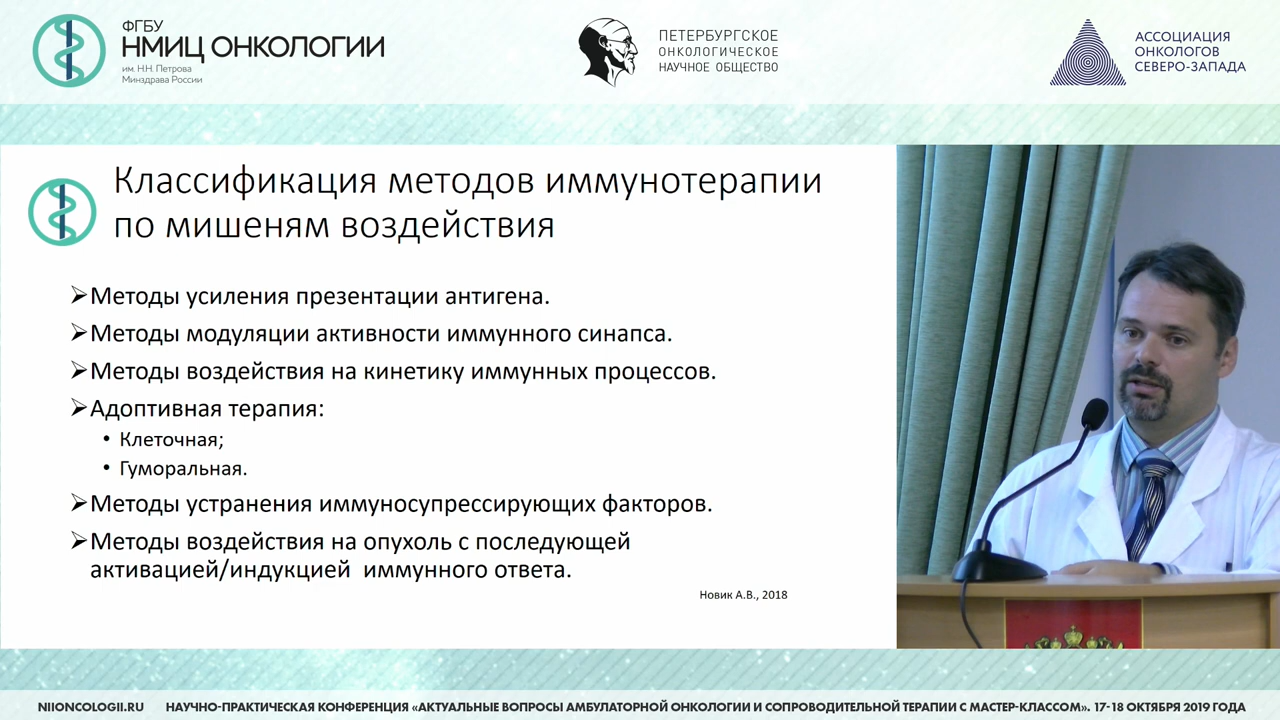 ФГБУ
НМИЦ ОНКОЛОГИИ
им. Н.Н. Петрова
Минздрава России
ПЕТЕРБУРГСКОЕ
ОНКОЛОГИЧЕСКОЕ
НАУЧНОЕ ОБЩЕСТВО
АССОЦИАЦИЯ
ОНКОЛОГОВ
СЕВЕРО-ЗАПАДА
Классификация методов иммунотерапии
по мишеням воздействия
➢Методы усиления презентации антигена.
➢Методы модуляции активности иммунного синапса.
➢Методы воздействия на кинетику иммунных процессов.
➢Адоптивная терапия:
• Клеточная;
• Гуморальная.
➢Методы устранения иммуносупрессирующих факторов.
➢Методы воздействия на опухоль с последующей
активацией/индукцией иммунного ответа.
Новик А.В., 2018
NIIONCOLOGII.RU НАУЧНО-ПРАКТИЧЕСКАЯ КОНФЕРЕНЦИЯ «АКТУАЛЬНЫЕ ВОПРОСЫ АМБУЛАТОРНОЙ ОНКОЛОГИИ И СОПРОВОДИТЕЛЬНОЙ ТЕРАПИИ С МАСТЕР-КЛАССОМ». 17-18 ОКТЯБРЯ 2019 ГОДА